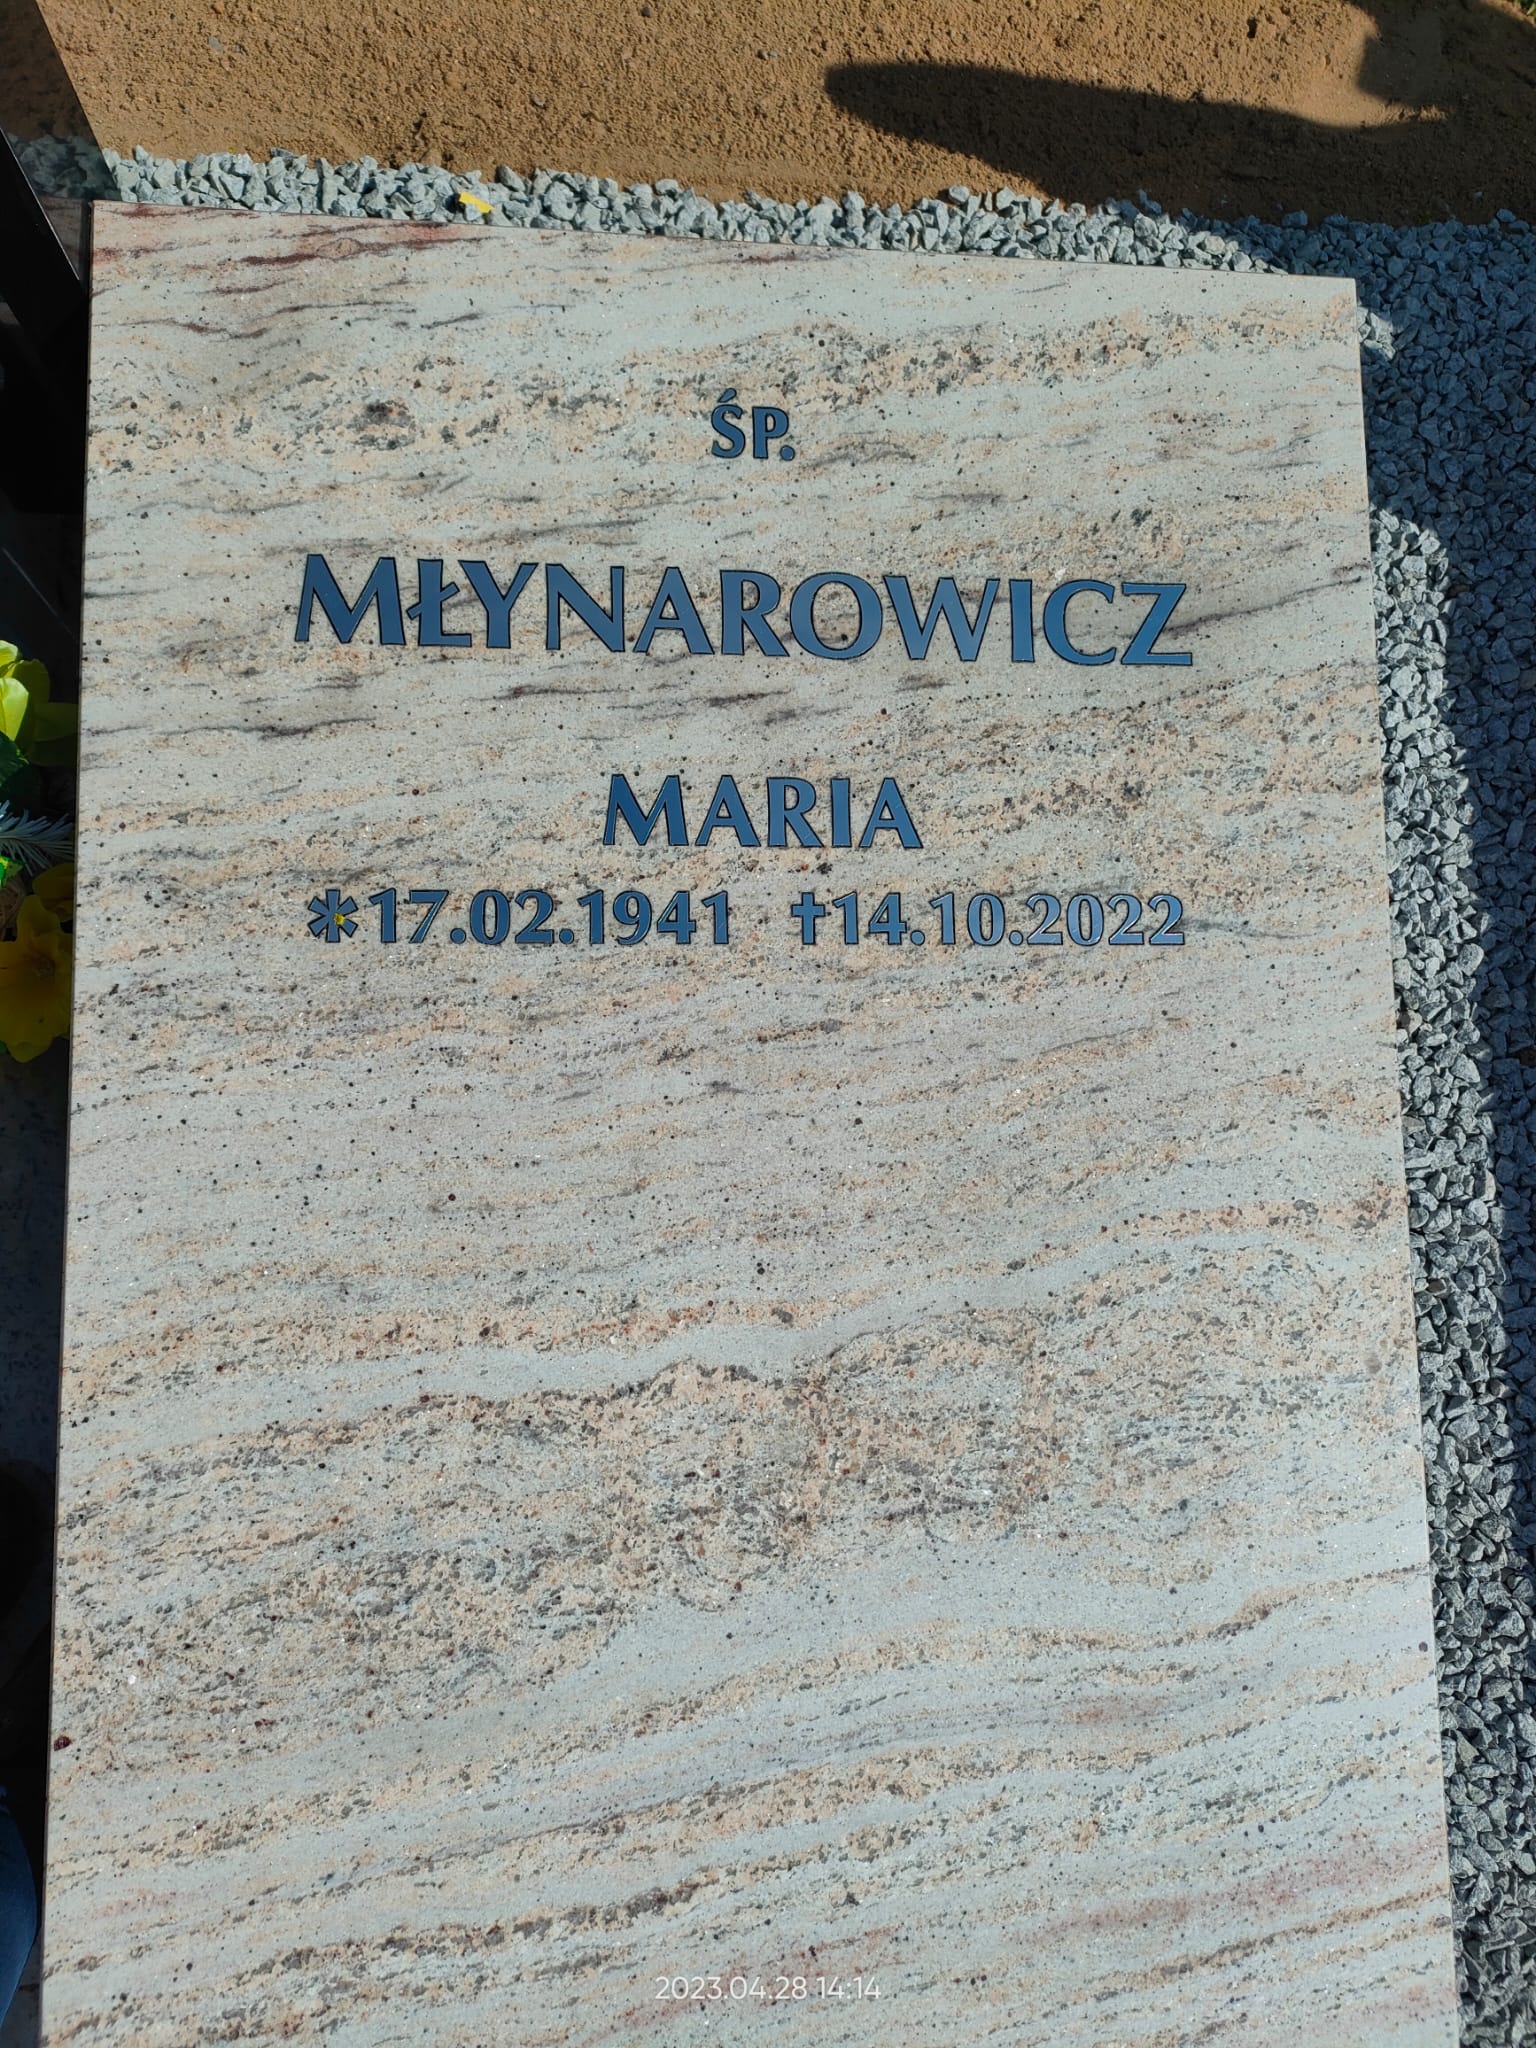 ŚP.
MŁYNAROWICZ
MARIA
*17.02.1941 †14.10.2022
2023.04.28 14:14